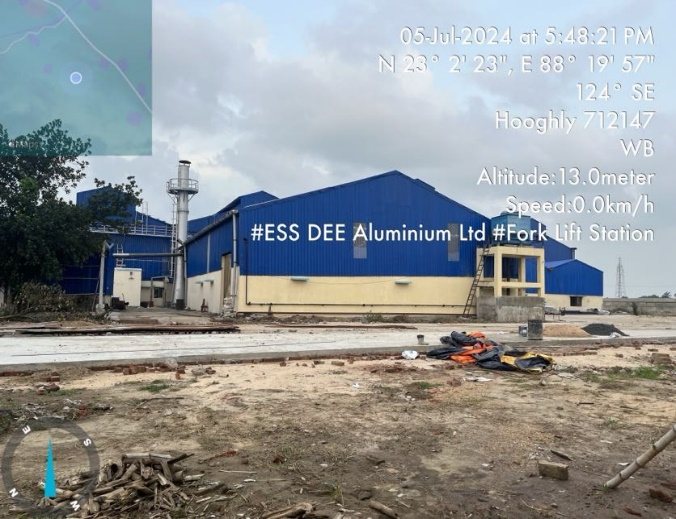 05-Jul-2024 at 5:48:21 PM
N 23° 2' 23", E 88° 19' 57"
124° SE
Hooghly 712147
WB
Altitude:13.0meter
Speed:0.0km/h
#ESS DEE Aluminium Ltd #Fork Lift Station
E
S
N
W